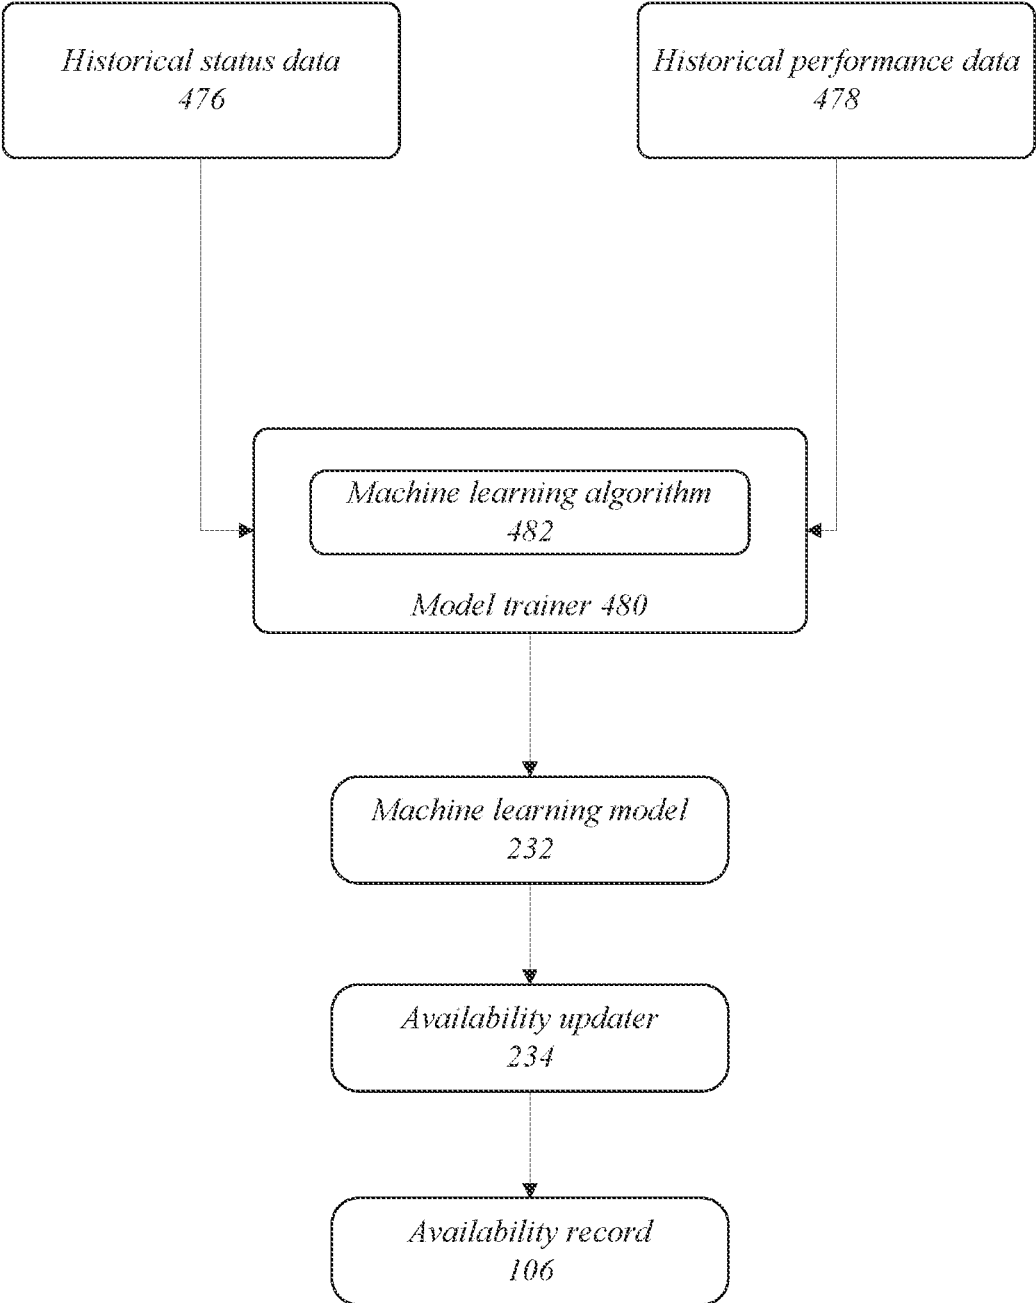 Historical status data
476
Historical performance data
478
Machine learning algorithm
482
Model trainer 480
Machine learning model
232
Availability updater
234
Availability record
106